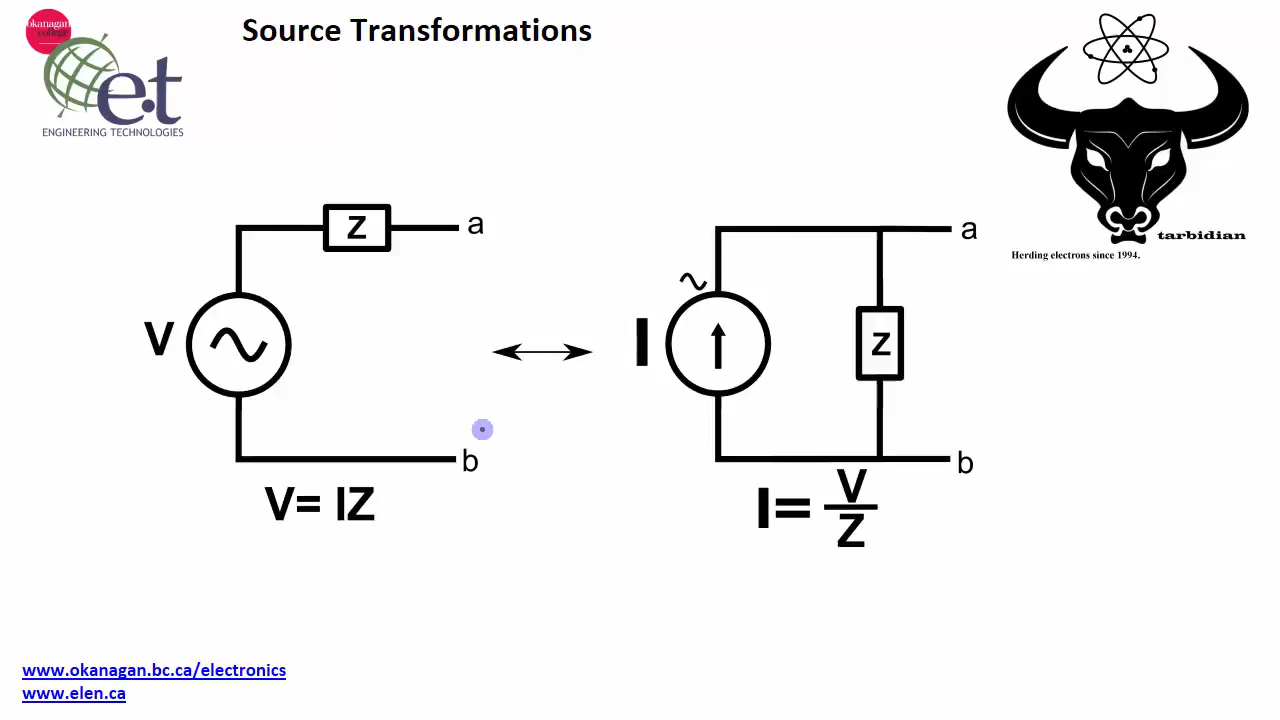 okanagan
college
Source Transformations
e.t
ENGINEERING TECHNOLOGIES
tarbidian
Herding electrons since 1994.
Z
a
V
b
V= IZ
a
I
Z
b
I= V
Z
www.okanagan.bc.ca/electronics
www.elen.ca